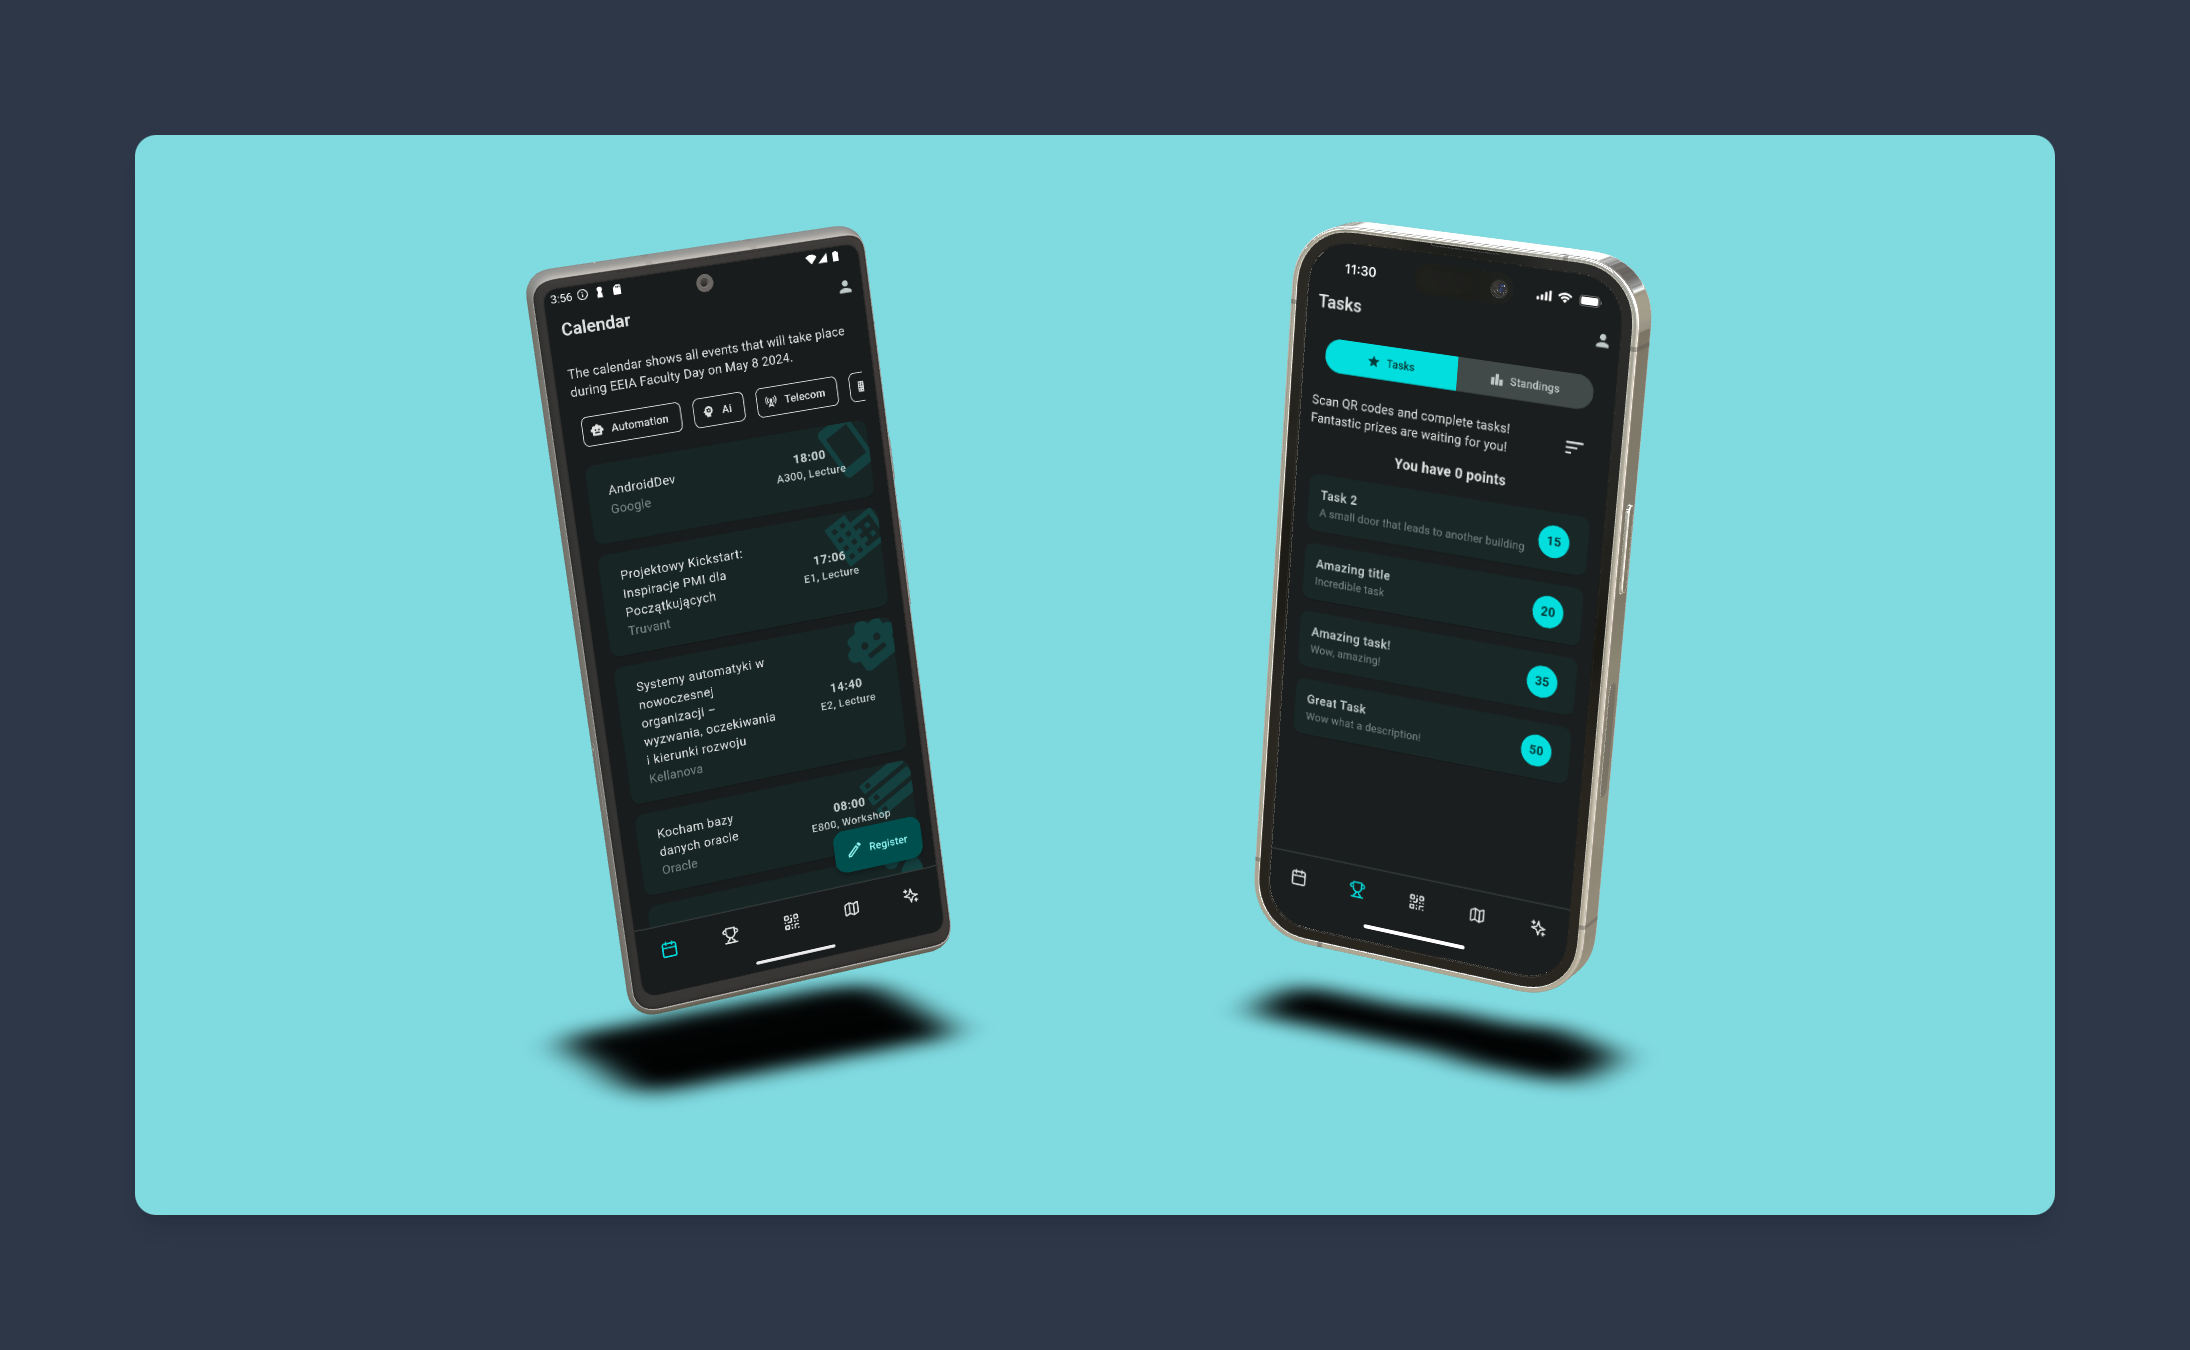 3:56
Calendar
The calendar shows all events that will take place
during EEIA Faculty Day on May 8 2024.
Automation
Ai
Telecom
AndroidDev
Google
18:00
A300, Lecture
Projektowy Kickstart:
Inspiracje PMI dla
Początkujących
Truvant
17:06
E1, Lecture
Systemy automatyki w
nowoczesnej
organizacji –
wyzwania, oczekiwania
i kierunki rozwoju
Kellanova
14:40
E2, Lecture
Kocham bazy
danych oracle
Oracle
08:00
E800, Workshop
Register
11:30
Tasks
Tasks
Standings
Scan QR codes and complete tasks!
Fantastic prizes are waiting for you!
You have 0 points
Task 2
A small door that leads to another building
15
Amazing title
Incredible task
20
Amazing task!
Wow, amazing!
35
Great Task
Wow what a description!
50